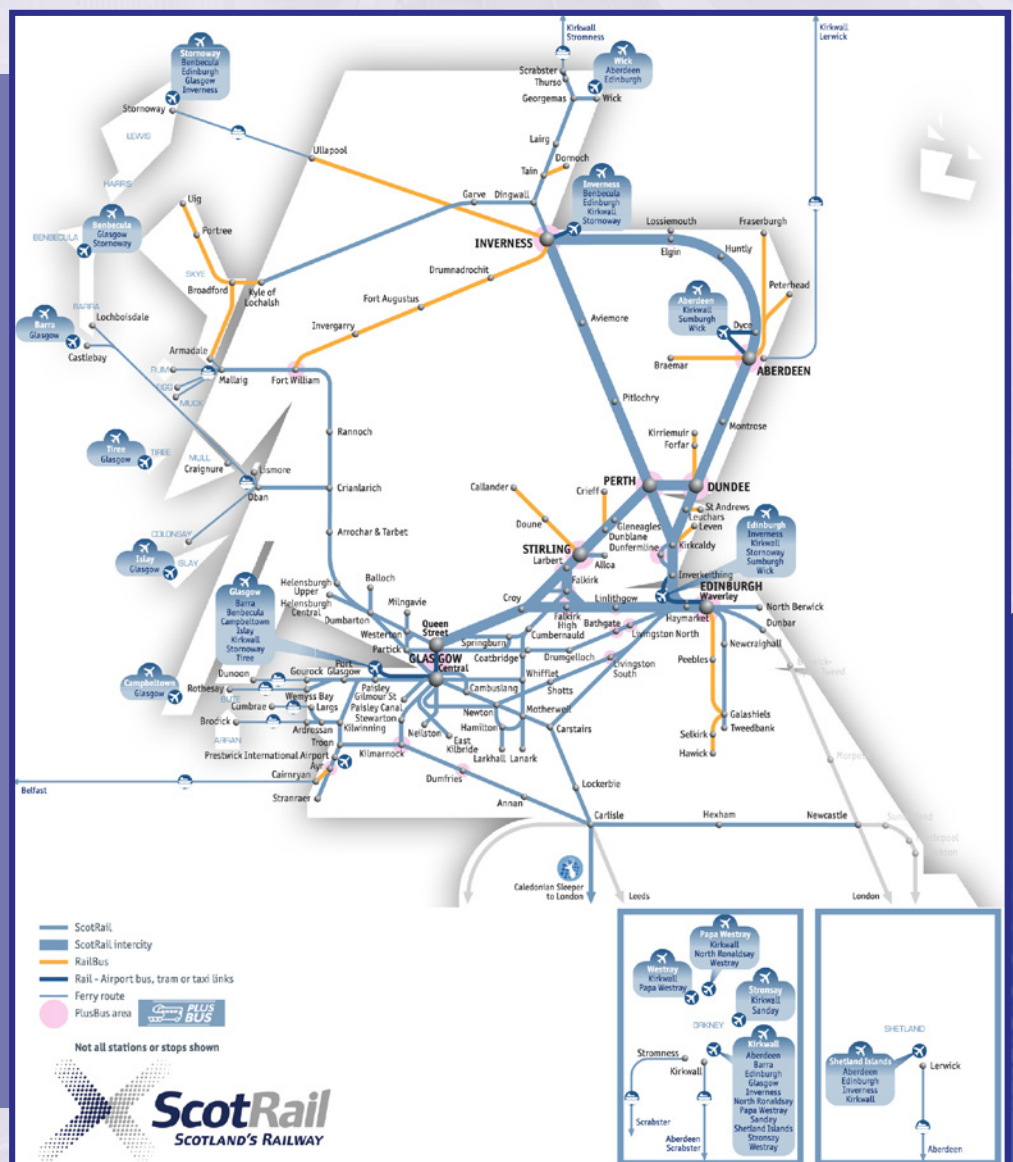 Kirkwall
Stromness
Kirkwall
Lerwick
Stornoway
Benbecula
Edinburgh
Glasgow
Inverness
Wick
Aberdeen
Edinburgh
Scrabster
Thurso
Georgemas
Wick
Stornoway
LEWIS
HARRIS
Ullapool
Lairg
Dornoch
Tain
Garve
Dingwall
Inverness
Benbecula
Edinburgh
Kirkwall
Stornoway
INVERNESS
Lossiemouth
Elgin
Fraserburgh
Huntly
Peterhead
Uig
Portree
Benbecula
Glasgow
Stornoway
BENBECULA
SKYE
Broadford
Kyle of
Lochalsh
Drumnadrochit
Fort Augustus
Invergarry
Aviemore
Aberdeen
Kirkwall
Sumburgh
Wick
Dyce
ABERDEEN
Braemar
BARRA
Lochboisdale
Barra
Glasgow
Castlebay
Armadale
RUM
EGG
MUCK
Mallaig
Fort William
Pitlochry
Montrose
Rannoch
Kirriemuir
Forfar
Tiree
Glasgow
TIREE
MULL
Craignure
Lismore
Oban
Crianlarich
Callander
Crieff
PERTH
DUNDEE
St Andrews
Leuchars
Leven
Gleneagles
Dunblane
Doune
STIRLING
Dunfermline
Kirkcaldy
Larbert
Alloa
Edinburgh
Inverness
Kirkwall
Stornoway
Sumburgh
Wick
COLONSAY
Islay
Glasgow
ISLAY
Arrochar & Tarbet
Inverkeithing
EDINBURGH
Waverley
Helensburgh
Upper
Helensburgh
Central
Balloch
Milngavie
Dumbarton
Croy
Falkirk
Linlithgow
Haymarket
North Berwick
Dunbar
Falkirk
High
Bathgate
Livingston North
Cumbernauld
Glasgow
Barra
Benbecula
Campbeltown
Islay
Kirkwall
Stornoway
Tiree
Westerton
Partick
Queen
Street
GLASGOW
Central
Springburn
Coatbridge
Drumgelloch
Livingston
South
Newcraighall
Peebles
Campbeltown
Glasgow
Dunoon
Gourock
Port
Glasgow
Rothesay
BUTE
Wemyss Bay
Cumbrae
Largs
Brodick
ARRAN
Ardrossan
Paisley
Gilmour St
Paisley Canal
Stewarton
Kilwinning
Troon
Cambuslang
Whifflet
Shotts
Newton
Motherwell
Hamilton
Carstairs
Neilston
East
Kilbride
Larkhall
Lanark
Galashiels
Tweedbank
Selkirk
Hawick
Prestwick International Airport
Ayr
Kilmarnock
Cairnryan
Stranraer
Belfast
Dumfries
Annan
Lockerbie
Carlisle
Hexham
Newcastle
Caledonian Sleeper
to London
Leeds
London
ScotRail
ScotRail intercity
RailBus
Rail - Airport bus, tram or taxi links
Ferry route
PlusBus area
PLUS
BUS
Not all stations or stops shown
ScotRail
SCOTLAND'S RAILWAY
Papa Westray
Kirkwall
North Ronaldsay
Westray
Westray
Kirkwall
Papa Westray
Stronsay
Kirkwall
Sanday
ORKNEY
Stromness
Kirkwall
Kirkwall
Aberdeen
Barra
Edinburgh
Glasgow
Inverness
North Ronaldsay
Papa Westray
Sanday
Shetland Islands
Stronsay
Westray
Scrabster
Aberdeen
Scrabster
SHETLAND
Shetland Islands
Aberdeen
Edinburgh
Inverness
Kirkwall
Lerwick
Aberdeen